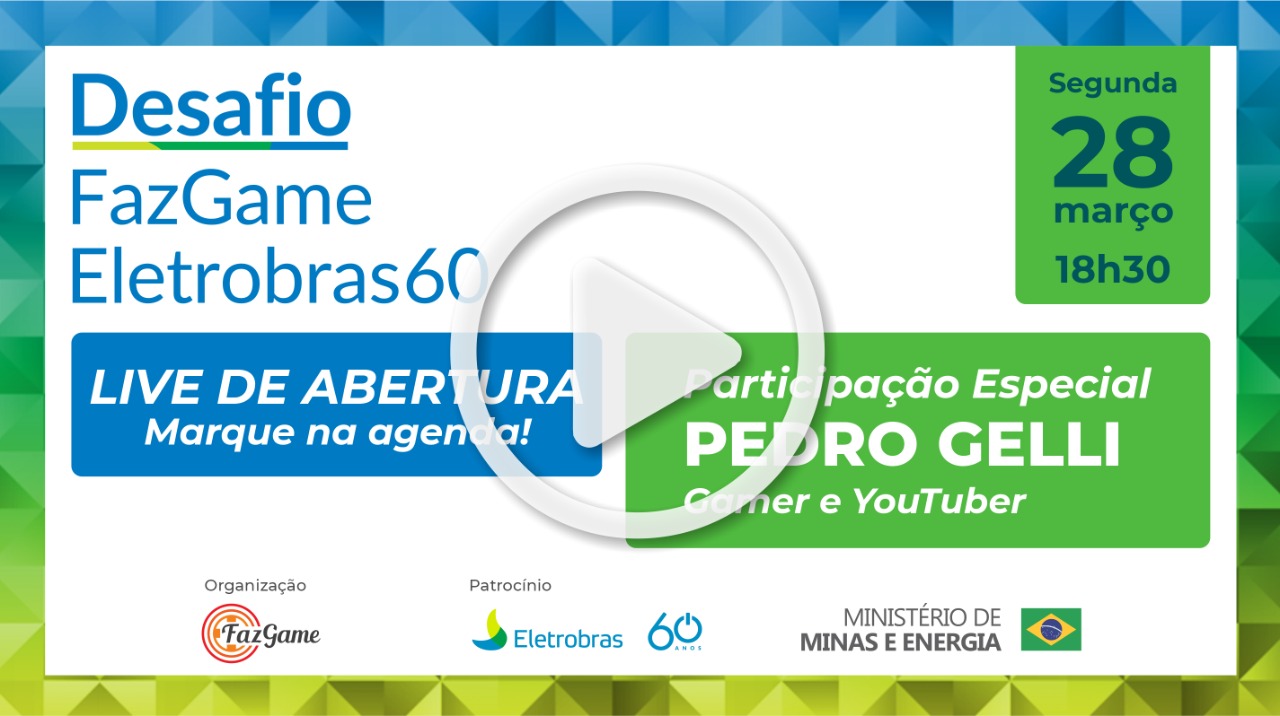 Desafio
FazGame
Eletrobras60
Segunda
28
março
18h30
LIVE DE ABERTURA
Marque na agenda!
Participação Especial
PEDRO GELLI
Gamer e YouTuber
Organização
FazGame
Patrocínio
Eletrobras
60
ANOS
MINISTÉRIO DE
MINAS E ENERGIA